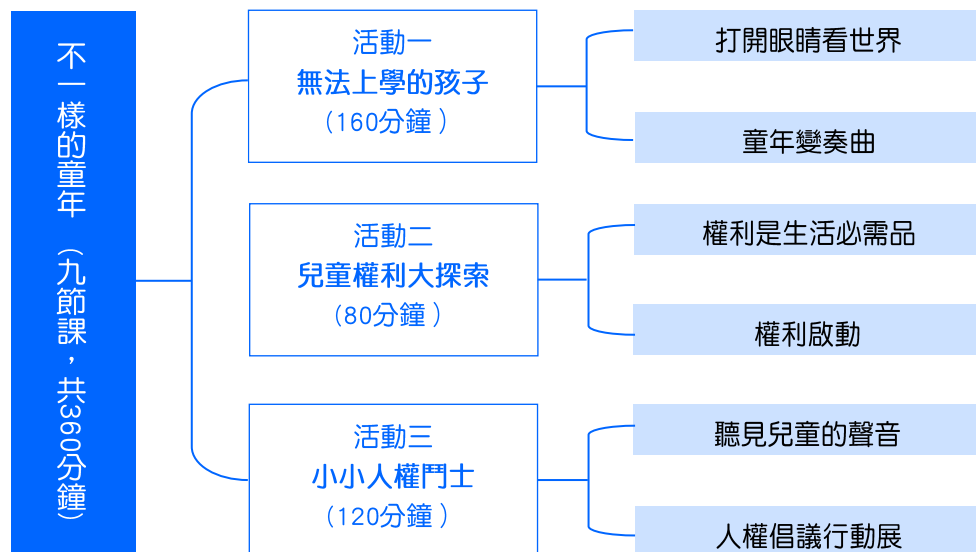 不一樣的童年（九節課，共360分鐘）
活動一
無法上學的孩子
（160分鐘）
打開眼睛看世界
童年變奏曲
活動二
兒童權利大探索
（80分鐘）
權利是生活必需品
權利啟動
活動三
小小人權鬥士
（120分鐘）
聽見兒童的聲音
人權倡議行動展